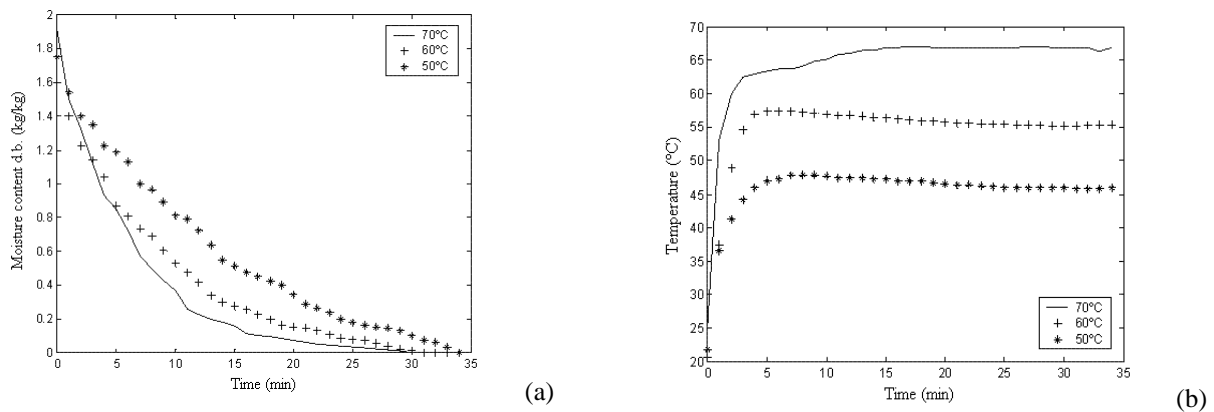 2
1.8
1.6
1.4
1.2
1
0.8
0.6
0.4
0.2
0
Moisture content d.b. (kg/kg)
70°C
60°C
50°C
0 5 10 15 20 25 30 35
Time (min)
(a)
70
65
60
55
50
45
40
35
30
25
20
Temperature (°C)
70°C
60°C
50°C
0 5 10 15 20 25 30 35
Time (min)
(b)